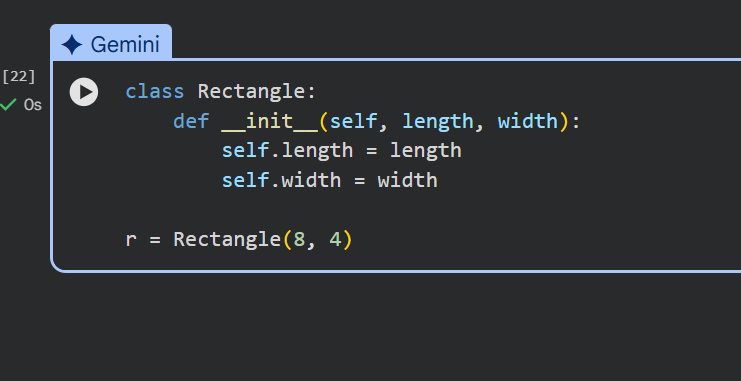 Gemini
[22]
0s
class Rectangle:
    def __init__(self, length, width):
        self.length = length
        self.width = width

r = Rectangle(8, 4)